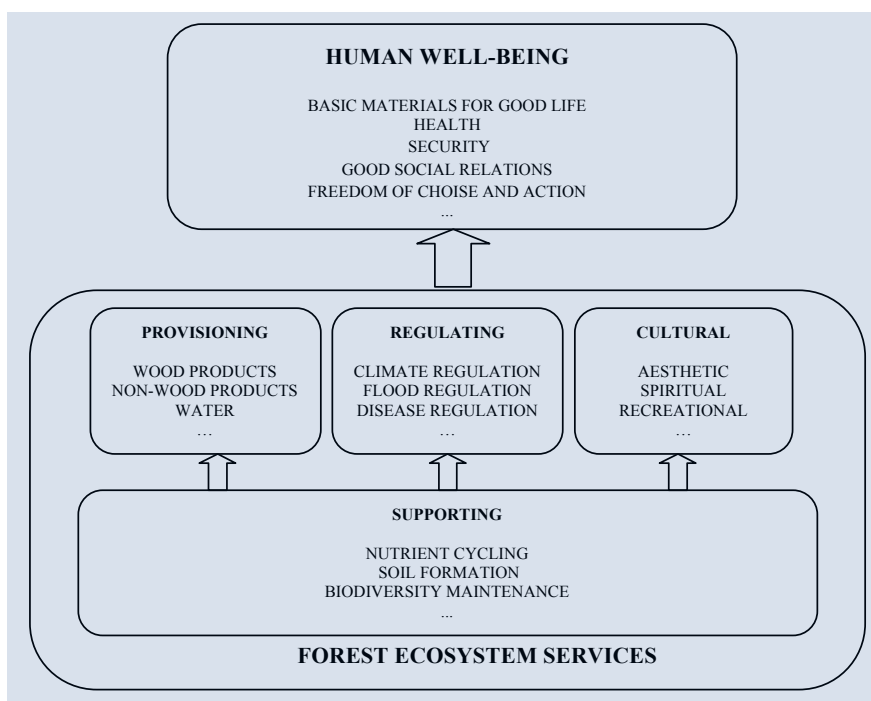 HUMAN WELL-BEING
BASIC MATERIALS FOR GOOD LIFE
HEALTH
SECURITY
GOOD SOCIAL RELATIONS
FREEDOM OF CHOISE AND ACTION
...
PROVISIONING
WOOD PRODUCTS
NON-WOOD PRODUCTS
WATER
...
REGULATING
CLIMATE REGULATION
FLOOD REGULATION
DISEASE REGULATION
...
CULTURAL
AESTHETIC
SPIRITUAL
RECREATIONAL
...
SUPPORTING
NUTRIENT CYCLING
SOIL FORMATION
BIODIVERSITY MAINTENANCE
...
FOREST ECOSYSTEM SERVICES